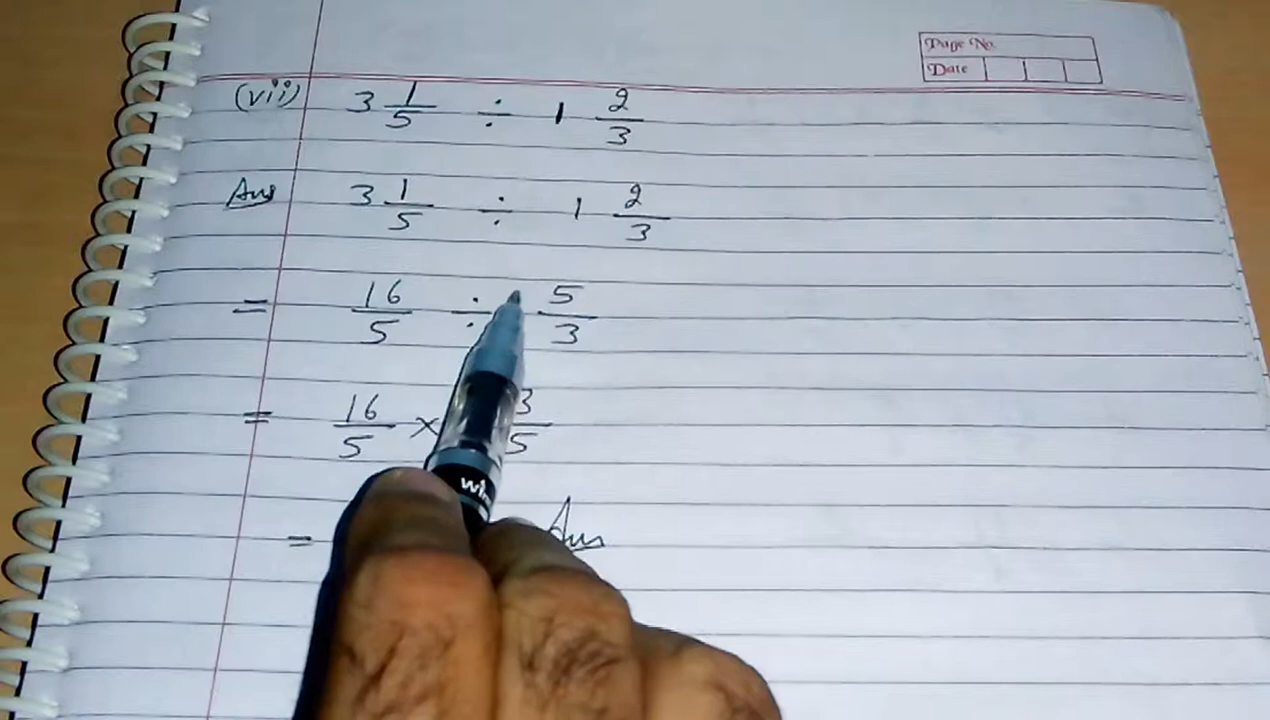 Page No.
Date
(vii) 3 1/5 ÷ 1 2/3
Ans 3 1/5 ÷ 1 2/3
= 16/5 ÷ 5/3
= 16/5 × 3/5
= Ans